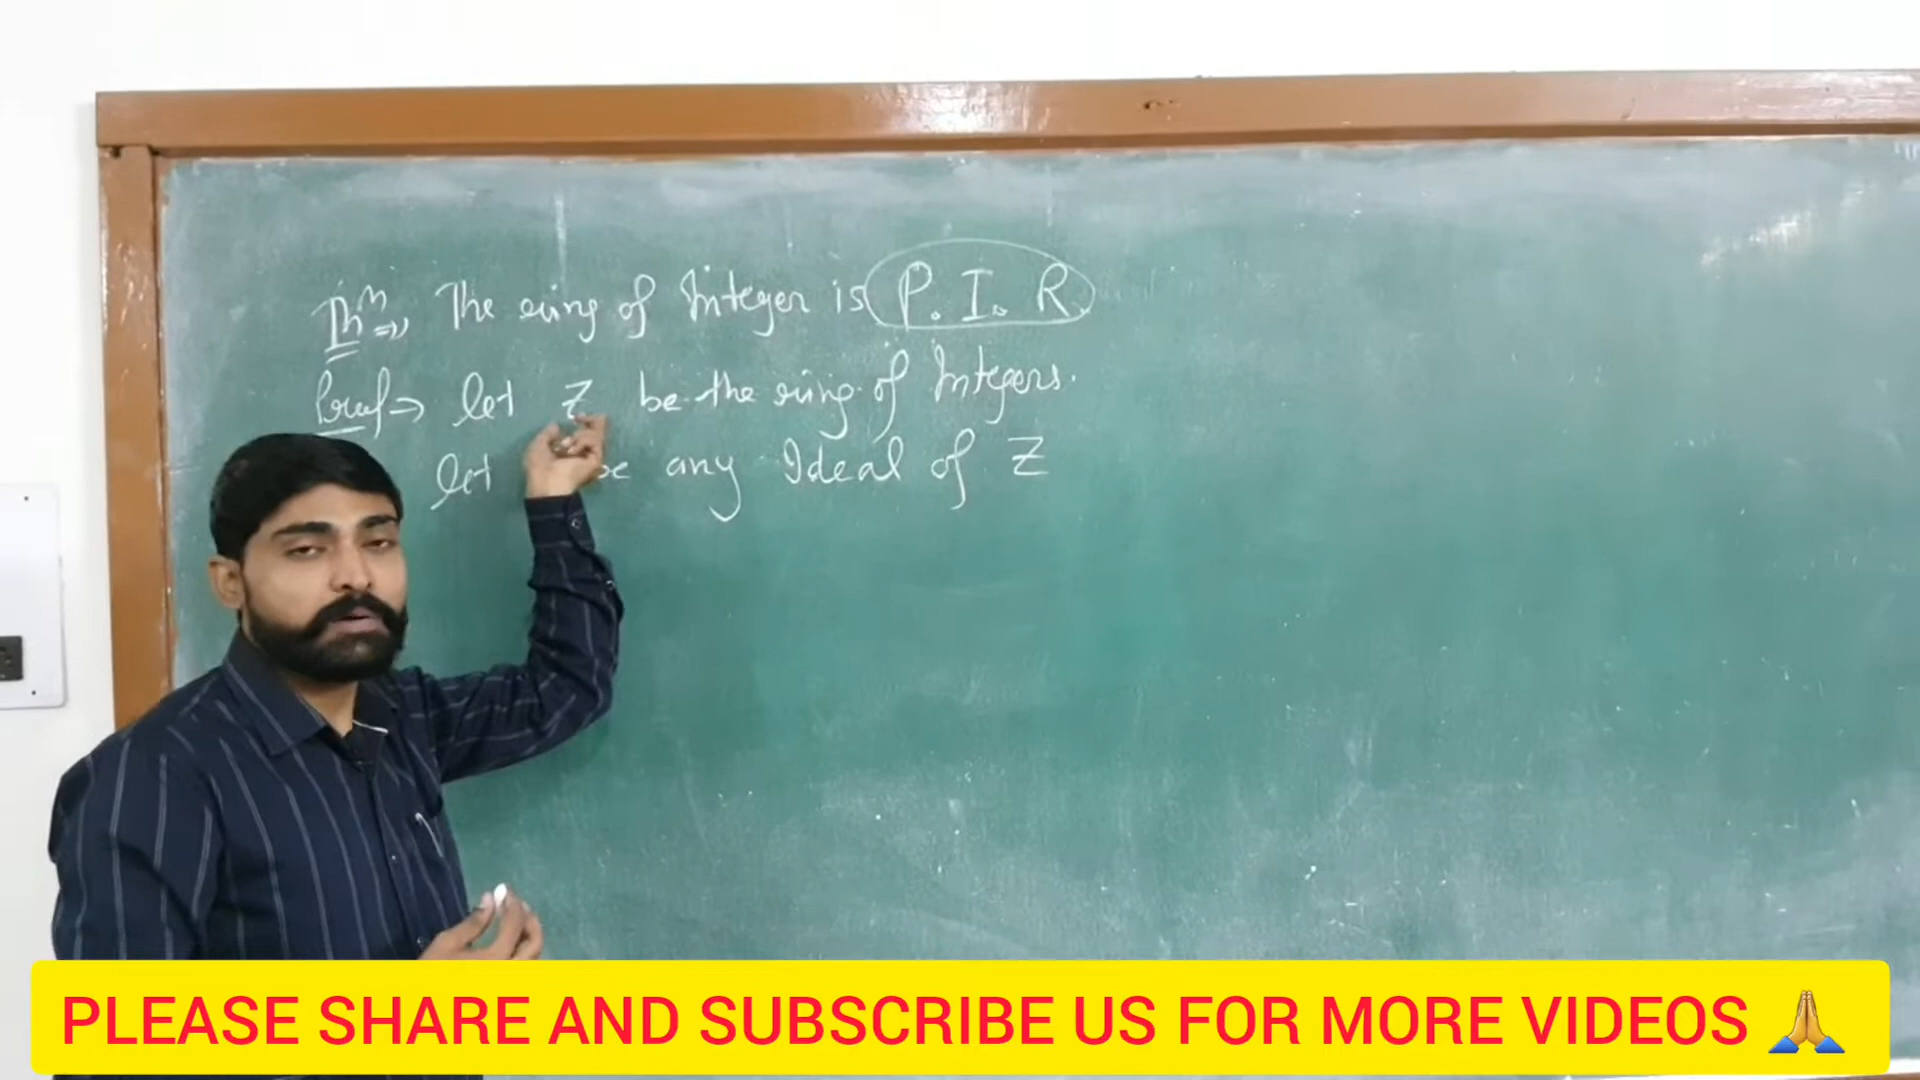 Thm => The ring of Integer is P. I. R.
Proof → let Z be the ring of Integers.
let be any Ideal of Z
PLEASE SHARE AND SUBSCRIBE US FOR MORE VIDEOS 🙏